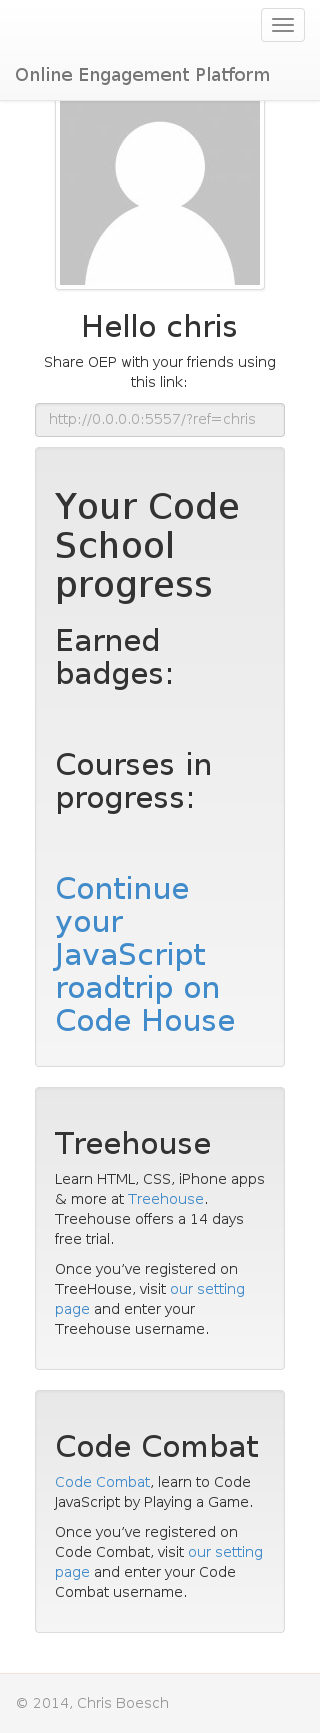 Online Engagement Platform
Hello chris
Share OEP with your friends using
this link:
http://0.0.0.0:5557/?ref=chris
Your Code
School
progress
Earned
badges:
Courses in
progress:
Continue
your
JavaScript
roadtrip on
Code House
Treehouse
Learn HTML, CSS, iPhone apps
& more at Treehouse.
Treehouse offers a 14 days
free trial.
Once you've registered on
TreeHouse, visit our setting
page and enter your
Treehouse username.
Code Combat
Code Combat, learn to Code
JavaScript by Playing a Game.
Once you've registered on
Code Combat, visit our setting
page and enter your Code
Combat username.
© 2014, Chris Boesch